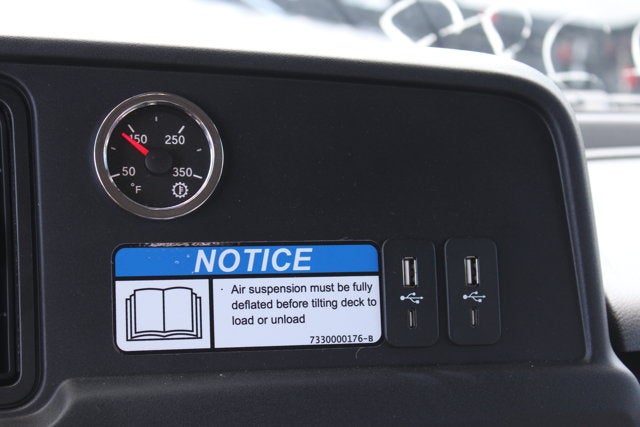 150 250
50 350
°F
NOTICE
· Air suspension must be fully
deflated before tilting deck to
load or unload
7330000176-B